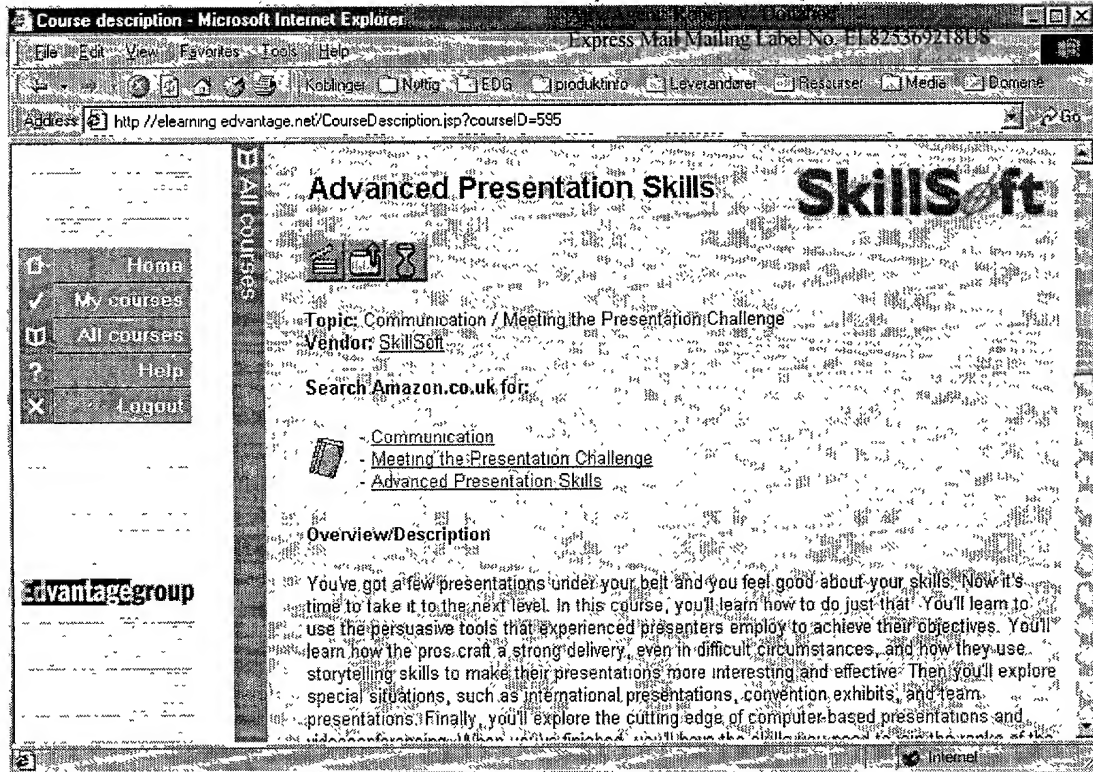 Course description - Microsoft Internet Explorer
Express Mail Mailing Label No. EL825369218US
File Edit View Favorites Tools Help
Koblinger Nyttig EDG produktinfo Leverandører Resurser Media Domene
Address http //elearning edvantage.net/CourseDescription.jsp?courseID=595 Go
All courses
Advanced Presentation Skills
SkillSoft
Home
My courses
All courses
Help
Logout
Topic: Communication / Meeting the Presentation Challenge
Vendor: SkillSoft
Search Amazon.co.uk for:
- Communication
- Meeting the Presentation Challenge
- Advanced Presentation Skills
Overview/Description
Edvantagegroup
You've got a few presentations under your belt and you feel good about your skills. Now it's
time to take it to the next level. In this course, you'll learn how to do just that. You'll learn to
use the persuasive tools that experienced presenters employ to achieve their objectives. You'll
learn how the pros craft a strong delivery, even in difficult circumstances, and how they use
storytelling skills to make their presentations more interesting and effective. Then you'll explore
special situations, such as international presentations, convention exhibits, and team
presentations. Finally, you'll explore the cutting edge of computer-based presentations and
Internet